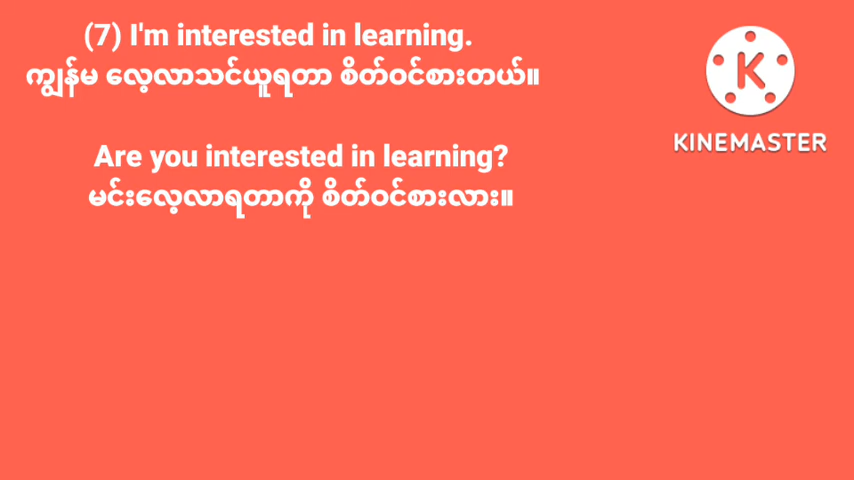 (7) I'm interested in learning.
ကျွန်မ လေ့လာသင်ယူရတာ စိတ်ဝင်စားတယ်။
Are you interested in learning?
မင်းလေ့လာရတာကို စိတ်ဝင်စားလား။
K
KINEMASTER